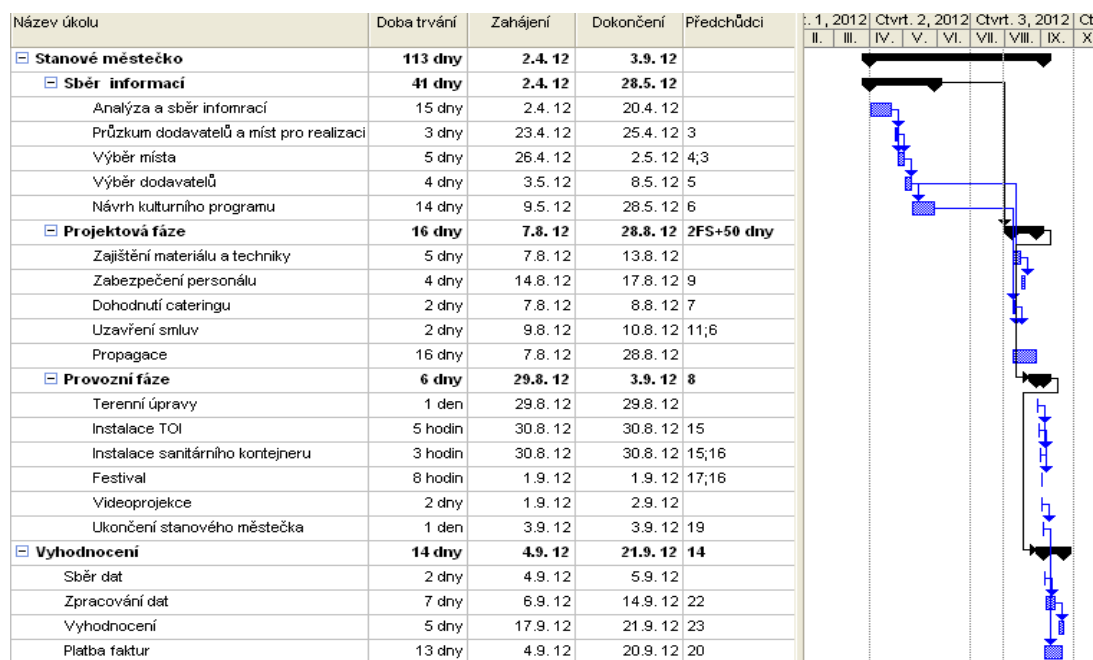 Název úkolu Doba trvání Zahájení Dokončení Předchůdci :. 1, 2012 Čtvrt. 2, 2012 Čtvrt. 3, 2012 Čt
II. III. IV. V. VI. VII. VIII. IX. X
Stanové městečko 113 dny 2.4. 12 3.9. 12
Sběr informací 41 dny 2.4. 12 28.5. 12
Analýza a sběr infomrací 15 dny 2.4. 12 20.4. 12
Průzkum dodavatelů a míst pro realizaci 3 dny 23.4. 12 25.4. 12 3
Výběr místa 5 dny 26.4. 12 2.5. 12 4;3
Výběr dodavatelů 4 dny 3.5. 12 8.5. 12 5
Návrh kulturního programu 14 dny 9.5. 12 28.5. 12 6
Projektová fáze 16 dny 7.8. 12 28.8. 12 2FS+50 dny
Zajištění materiálu a techniky 5 dny 7.8. 12 13.8. 12
Zabezpečení personálu 4 dny 14.8. 12 17.8. 12 9
Dohodnutí cateringu 2 dny 7.8. 12 8.8. 12 7
Uzavření smluv 2 dny 9.8. 12 10.8. 12 11;6
Propagace 16 dny 7.8. 12 28.8. 12
Provozní fáze 6 dny 29.8. 12 3.9. 12 8
Terenní úpravy 1 den 29.8. 12 29.8. 12
Instalace TOI 5 hodin 30.8. 12 30.8. 12 15
Instalace sanitárního kontejneru 3 hodin 30.8. 12 30.8. 12 15;16
Festival 8 hodin 1.9. 12 1.9. 12 17;16
Videoprojekce 2 dny 1.9. 12 2.9. 12
Ukončení stanového městečka 1 den 3.9. 12 3.9. 12 19
Vyhodnocení 14 dny 4.9. 12 21.9. 12 14
Sběr dat 2 dny 4.9. 12 5.9. 12
Zpracování dat 7 dny 6.9. 12 14.9. 12 22
Vyhodnocení 5 dny 17.9. 12 21.9. 12 23
Platba faktur 13 dny 4.9. 12 20.9. 12 20